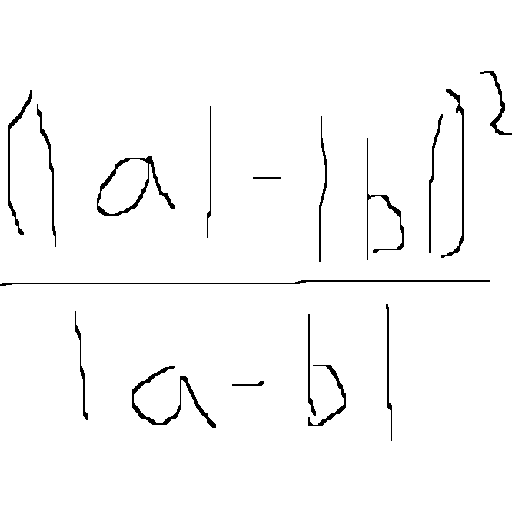 (|a| - |b|)²
|a - b|